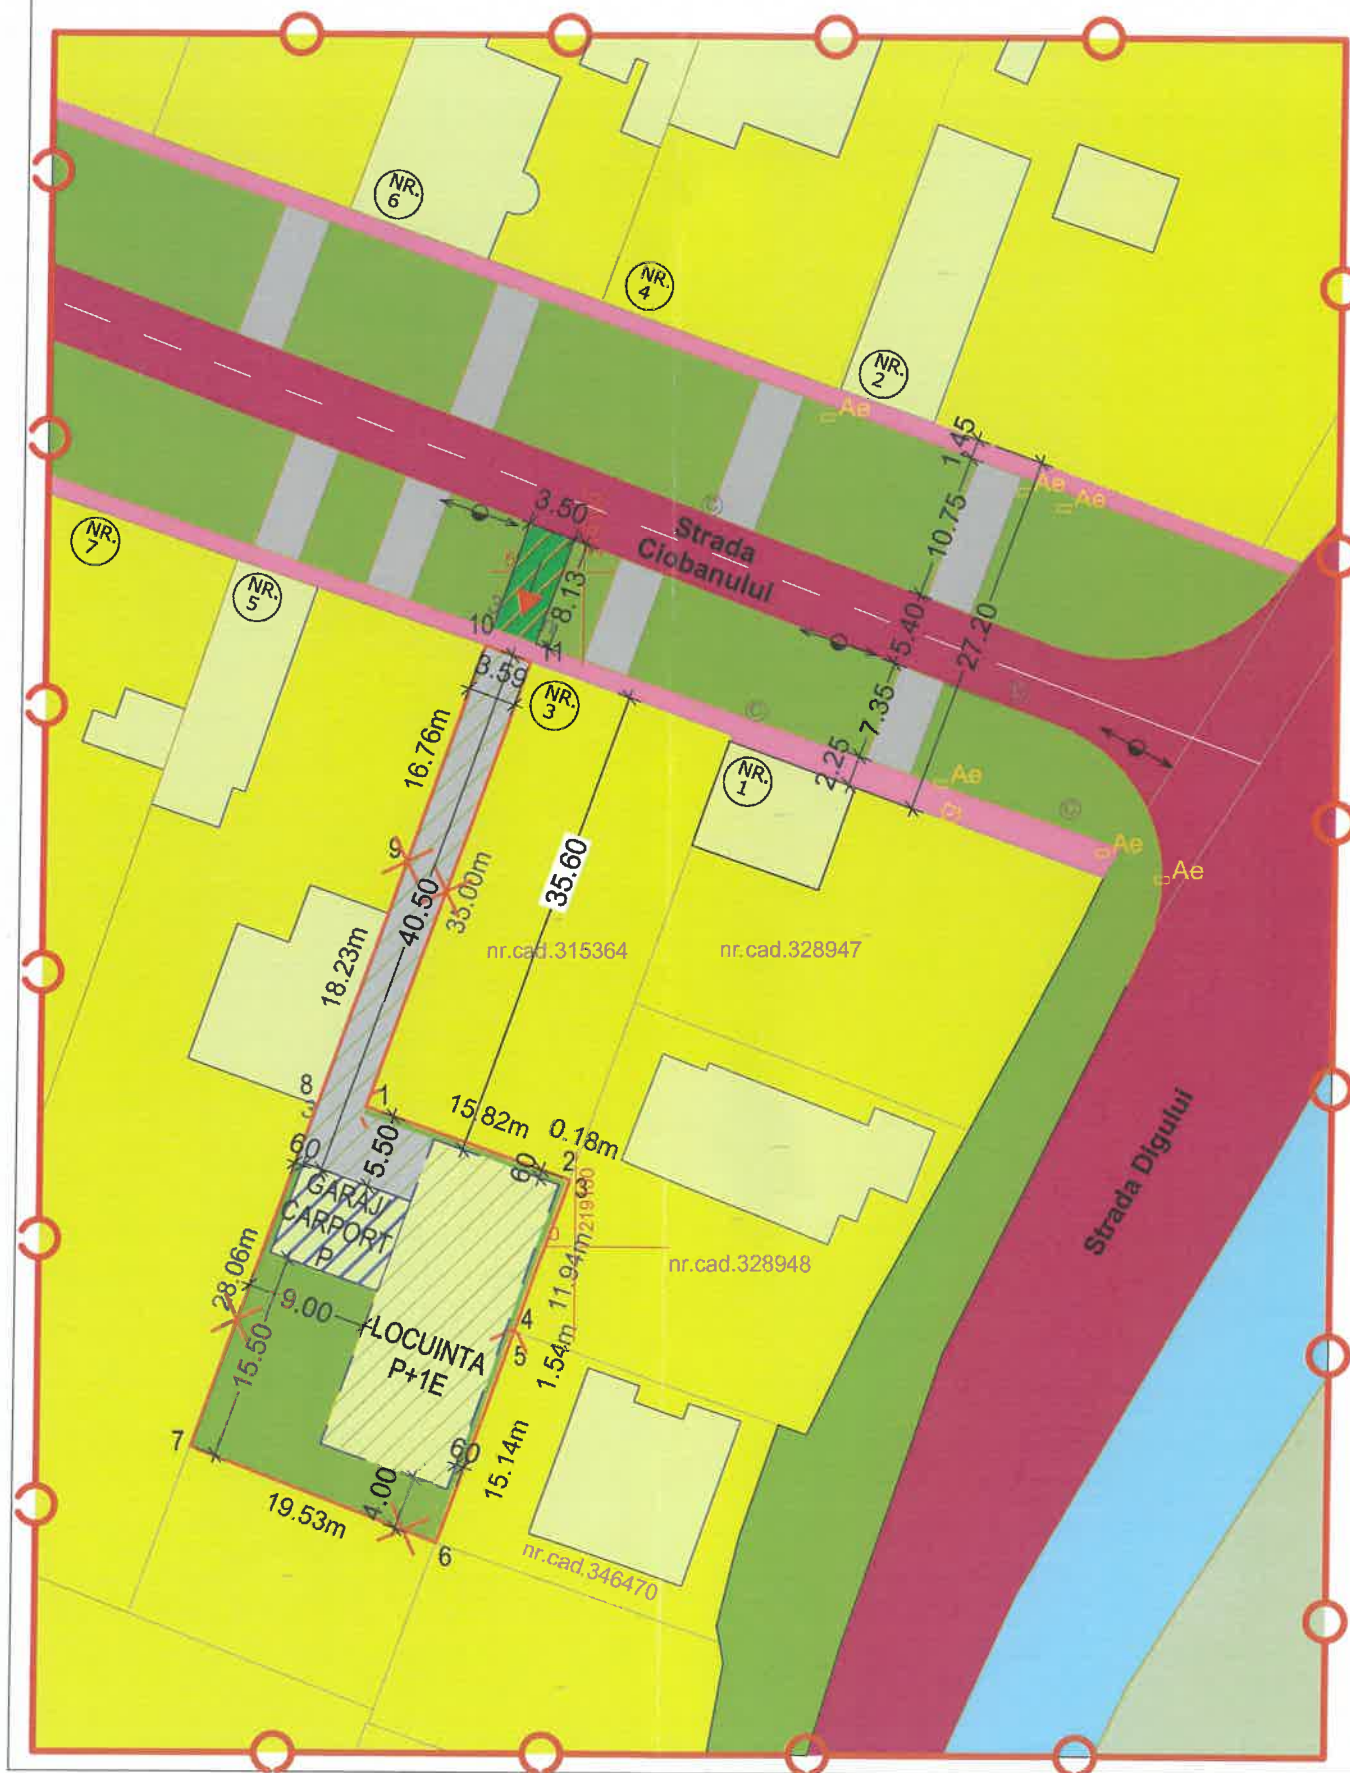 NR.
6
NR.
4
NR.
2
Ae
1.45
Ae
Ae
10.75
NR.
7
NR.
5
3.50
Strada
Ciobanului
8.13
5.40
27.20
10
11
3.59
NR.
3
7.35
2.25
NR.
1
Ae
Ae
Ae
16.76m
9
40.50
35.00m
35.60
nr.cad.315364
nr.cad.328947
18.23m
8
1
15.82m
0.18m
5.50
60
60
2
3
219180
GARAJ
CARPORT
P
28.06m
9.00
11.94m
nr.cad.328948
Strada Digului
LOCUINTA
P+1E
4
5
1.54m
15.50
7
60
15.14m
4.00
19.53m
6
nr.cad.346470